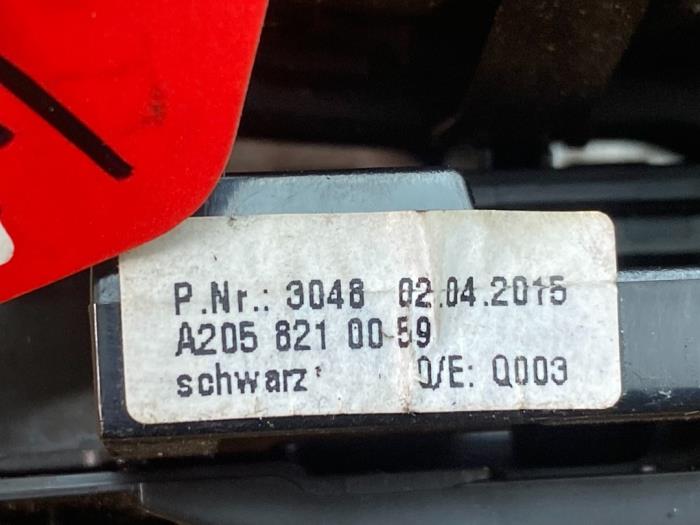 P.Nr.: 3048 02.04.2015
A205 821 00 59
schwarz Q/E: Q003